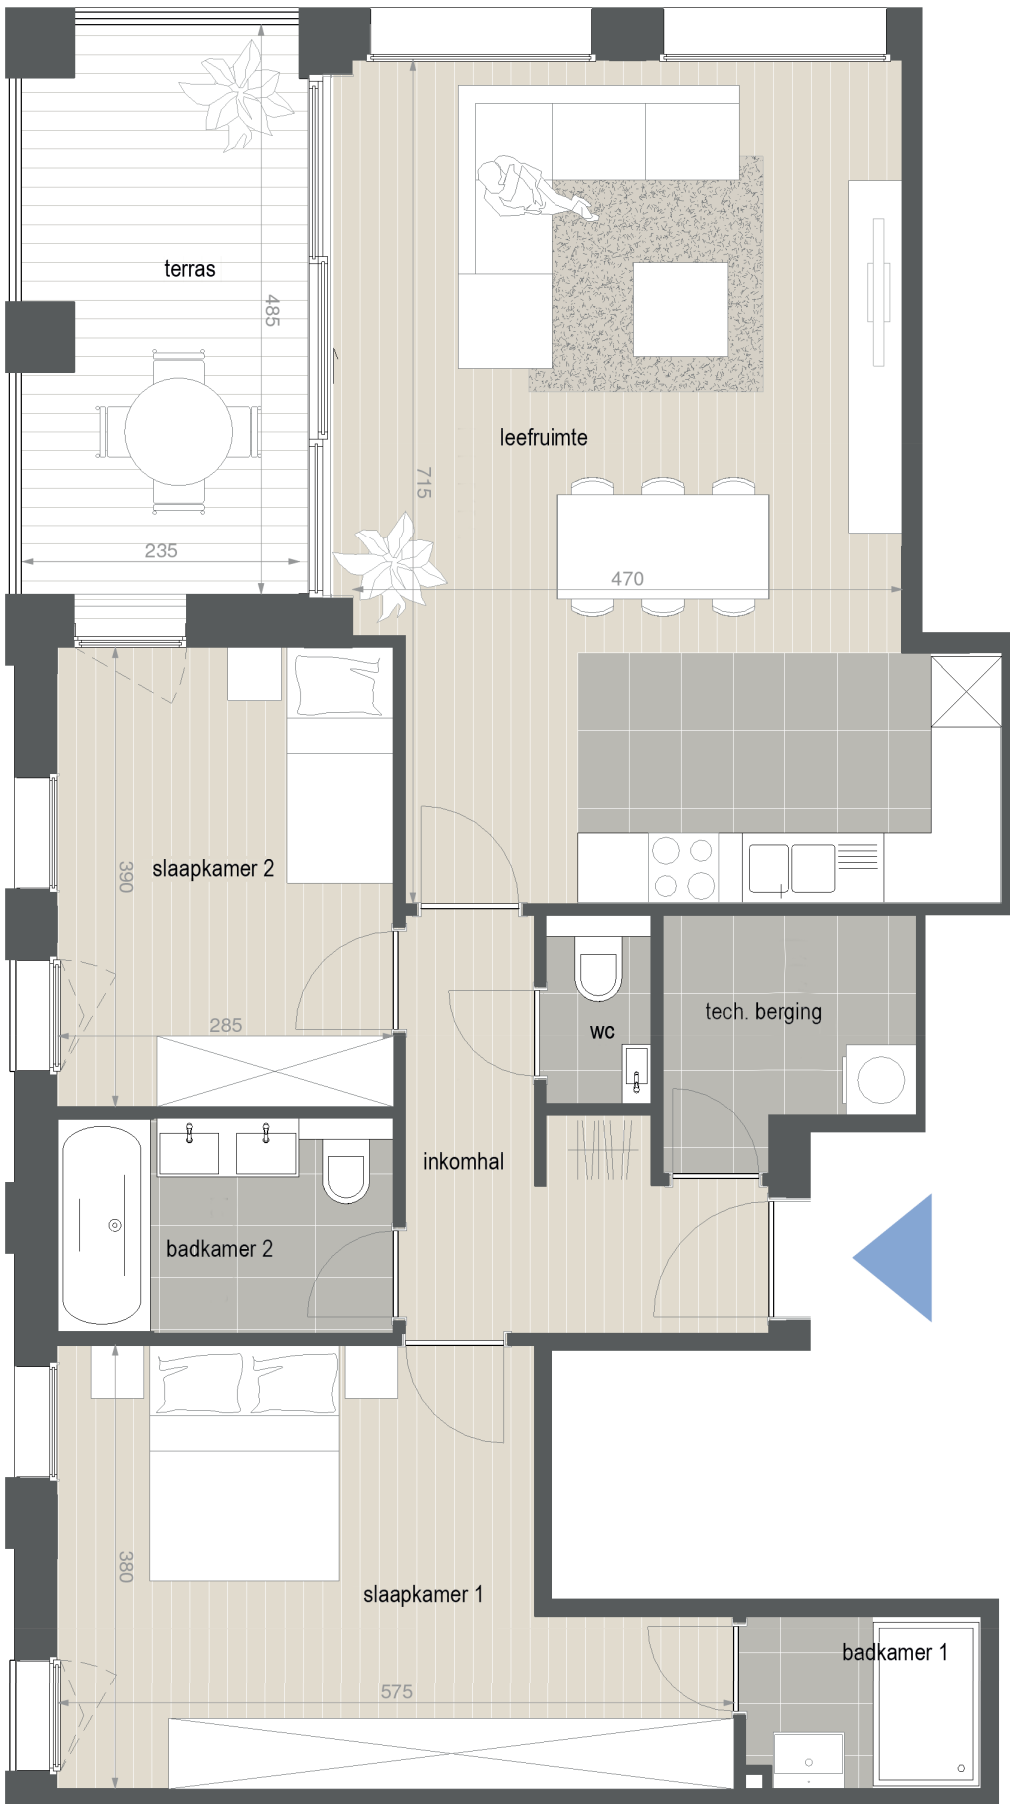 terras
485
leefruimte
715
235
470
slaapkamer 2
390
285
wc
tech. berging
inkomhal
badkamer 2
380
slaapkamer 1
badkamer 1
575